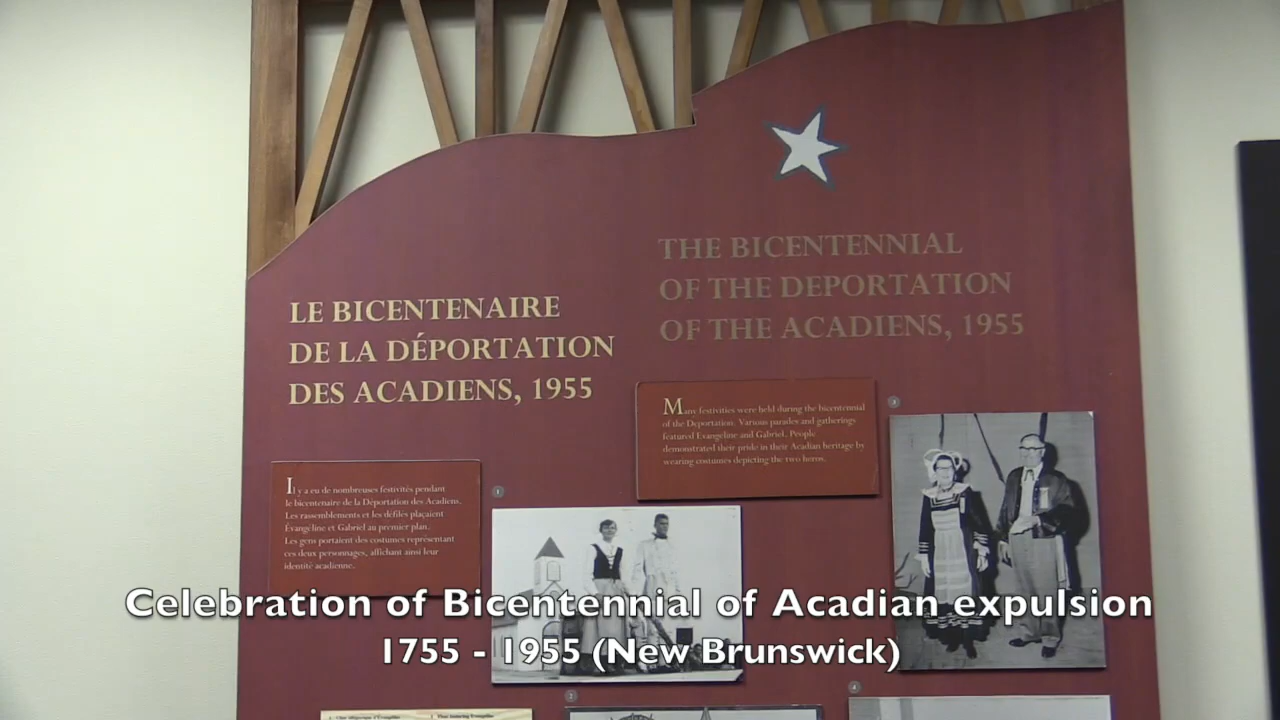 LE BICENTENAIRE
DE LA DÉPORTATION
DES ACADIENS, 1955
THE BICENTENNIAL
OF THE DEPORTATION
OF THE ACADIENS, 1955
Many festivities were held during the bicentennial
of the Deportation. Various parades and gatherings
featured Evangeline and Gabriel. People
demonstrated their pride in their Acadian heritage by
wearing costumes depicting the two heros.
3
Il y a eu de nombreuses festivités pendant
le bicentenaire de la Déportation des Acadiens.
Les rassemblements et les défilés plaçaient
Évangéline et Gabriel au premier plan.
Les gens portaient des costumes représentant
ces deux personnages, affichant ainsi leur
identité acadienne.
1
Celebration of Bicentennial of Acadian expulsion
1755 - 1955 (New Brunswick)
2
4